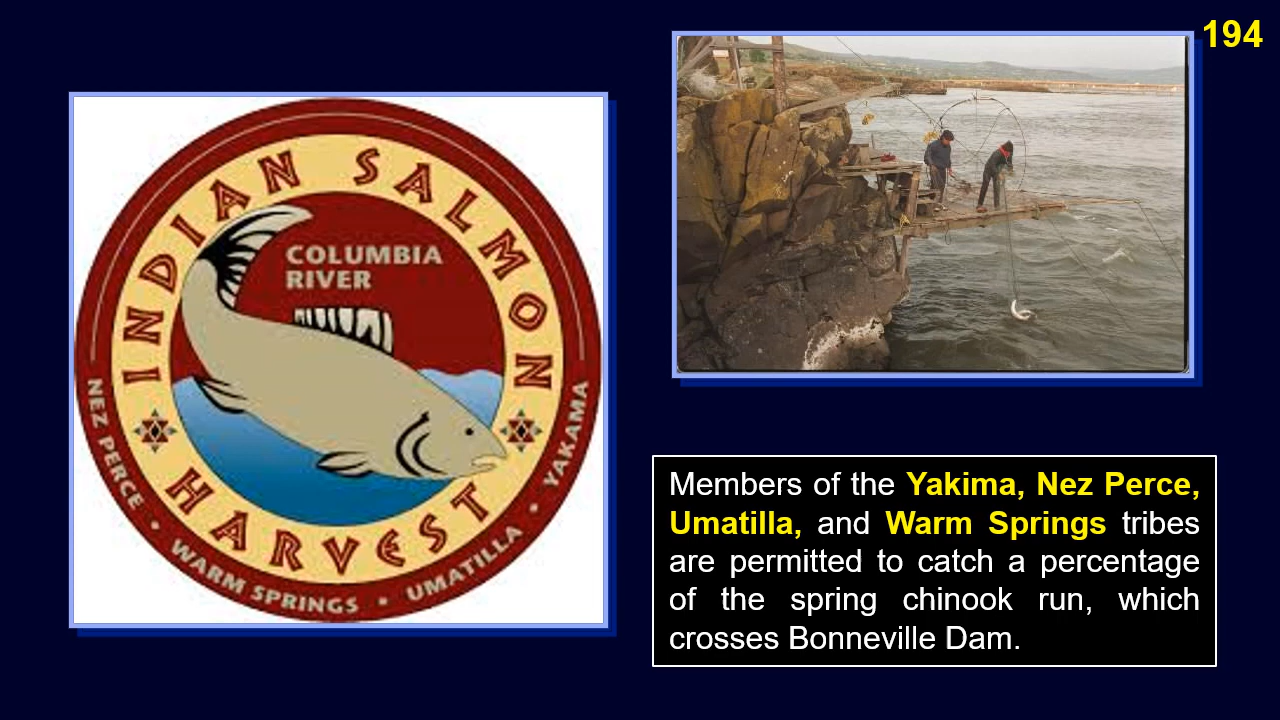 194
INDIAN SALMON
HARVEST
COLUMBIA
RIVER
NEZ PERCE • WARM SPRINGS • UMATILLA • YAKAMA
Members of the Yakima, Nez Perce,
Umatilla, and Warm Springs tribes
are permitted to catch a percentage
of the spring chinook run, which
crosses Bonneville Dam.